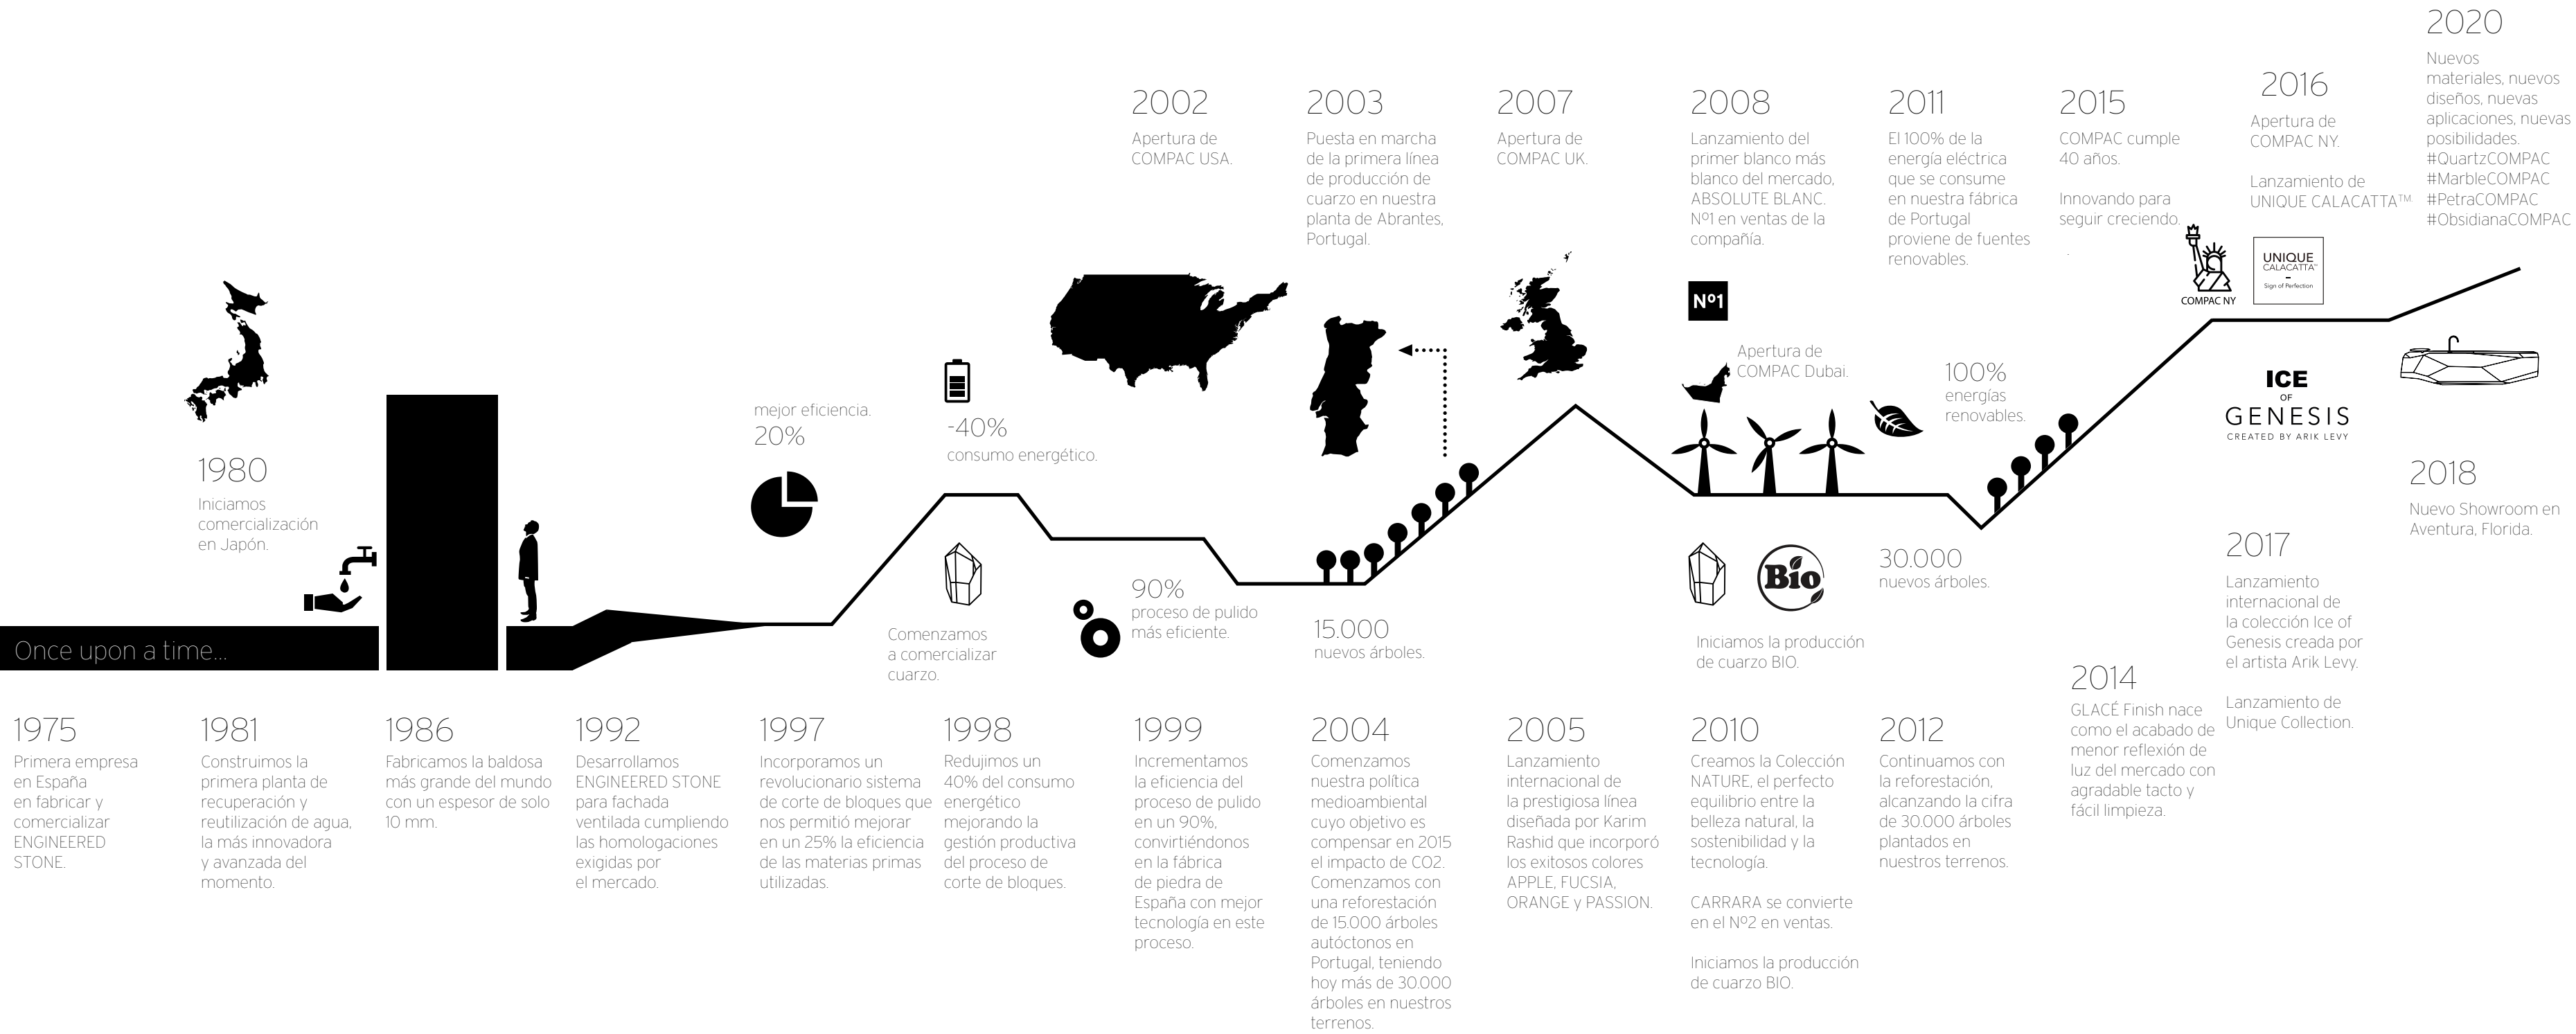 2002
Apertura de
COMPAC USA.
2003
Puesta en marcha
de la primera línea
de producción de
cuarzo en nuestra
planta de Abrantes,
Portugal.
2007
Apertura de
COMPAC UK.
2008
Lanzamiento del
primer blanco más
blanco del mercado,
ABSOLUTE BLANC.
Nº1 en ventas de la
compañía.
2011
El 100% de la
energía eléctrica
que se consume
en nuestra fábrica
de Portugal
proviene de fuentes
renovables.
2015
COMPAC cumple
40 años.
Innovando para
seguir creciendo.
2016
Apertura de
COMPAC NY.
Lanzamiento de
UNIQUE CALACATTA™
2020
Nuevos
materiales, nuevos
diseños, nuevas
aplicaciones, nuevas
posibilidades.
#QuartzCOMPAC
#MarbleCOMPAC
#PetraCOMPAC
#ObsidianaCOMPAC
COMPAC NY
UNIQUE
CALACATTA™
Sign of Perfection
Nº1
Apertura de
COMPAC Dubai.
100%
energías
renovables.
ICE
OF
GENESIS
CREATED BY ARIK LEVY
1980
Iniciamos
comercialización
en Japón.
mejor eficiencia.
20%
-40%
consumo energético.
2018
Nuevo Showroom en
Aventura, Florida.
Once upon a time...
Comenzamos
a comercializar
cuarzo.
90%
proceso de pulido
más eficiente.
15.000
nuevos árboles.
Bio
Iniciamos la producción
de cuarzo BIO.
30.000
nuevos árboles.
2017
Lanzamiento
internacional de
la colección Ice of
Genesis creada por
el artista Arik Levy.
Lanzamiento de
Unique Collection.
2014
GLACÉ Finish nace
como el acabado de
menor reflexión de
luz del mercado con
agradable tacto y
fácil limpieza.
1975
Primera empresa
en España
en fabricar y
comercializar
ENGINEERED
STONE.
1981
Construimos la
primera planta de
recuperación y
reutilización de agua,
la más innovadora
y avanzada del
momento.
1986
Fabricamos la baldosa
más grande del mundo
con un espesor de solo
10 mm.
1992
Desarrollamos
ENGINEERED STONE
para fachada
ventilada cumpliendo
las homologaciones
exigidas por
el mercado.
1997
Incorporamos un
revolucionario sistema
de corte de bloques que
nos permitió mejorar
en un 25% la eficiencia
de las materias primas
utilizadas.
1998
Redujimos un
40% del consumo
energético
mejorando la
gestión productiva
del proceso de
corte de bloques.
1999
Incrementamos
la eficiencia del
proceso de pulido
en un 90%,
convirtiéndonos
en la fábrica
de piedra de
España con mejor
tecnología en este
proceso.
2004
Comenzamos
nuestra política
medioambiental
cuyo objetivo es
compensar en 2015
el impacto de CO2.
Comenzamos con
una reforestación
de 15.000 árboles
autóctonos en
Portugal, teniendo
hoy más de 30.000
árboles en nuestros
terrenos.
2005
Lanzamiento
internacional de
la prestigiosa línea
diseñada por Karim
Rashid que incorporó
los exitosos colores
APPLE, FUCSIA,
ORANGE y PASSION.
2010
Creamos la Colección
NATURE, el perfecto
equilibrio entre la
belleza natural, la
sostenibilidad y la
tecnología.
CARRARA se convierte
en el Nº2 en ventas.
Iniciamos la producción
de cuarzo BIO.
2012
Continuamos con
la reforestación,
alcanzando la cifra
de 30.000 árboles
plantados en
nuestros terrenos.